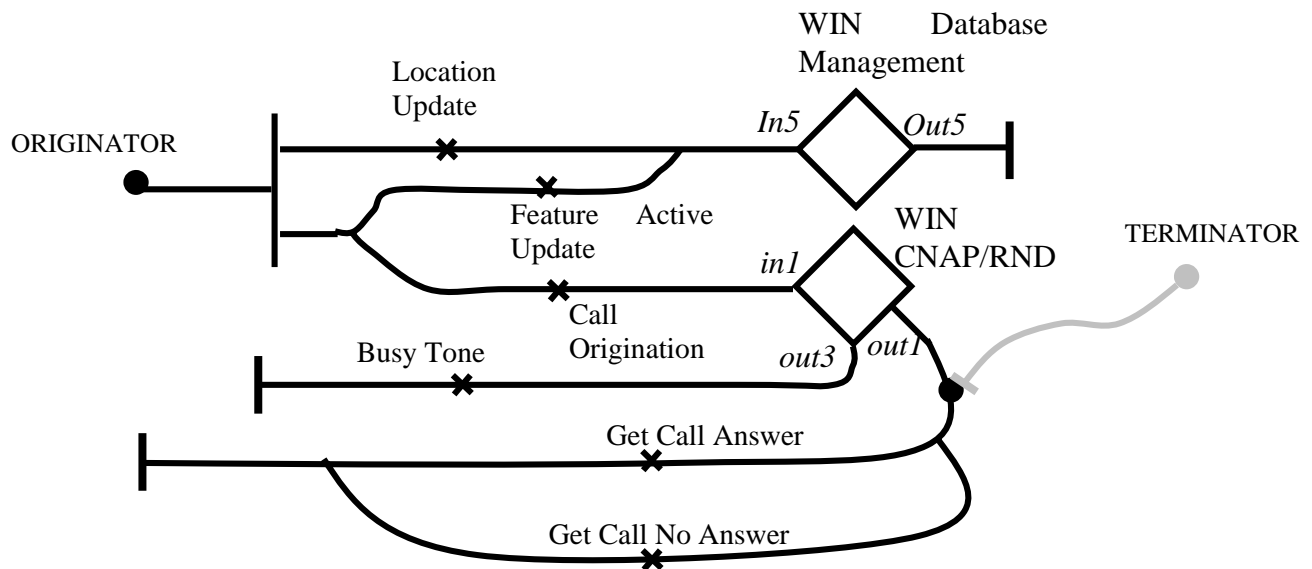 WIN Database
Management
Location
Update
ORIGINATOR
In5
Out5
Feature Active
Update
WIN
CNAP/RND
TERMINATOR
in1
Call
Origination
out3
out1
Busy Tone
Get Call Answer
Get Call No Answer